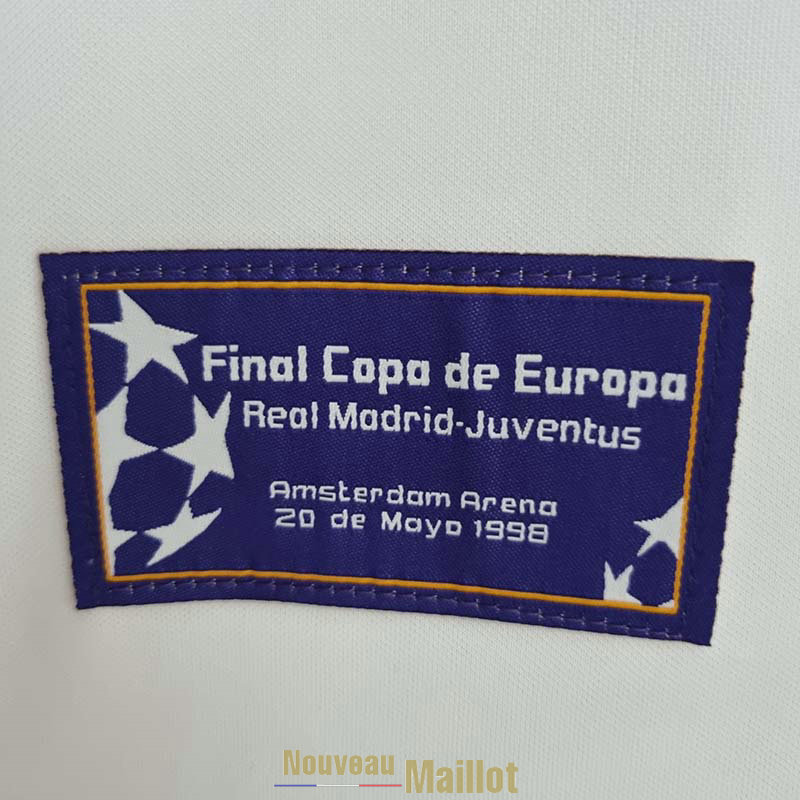 Final Copa de Europa
Real Madrid-Juventus
Amsterdam Arena
20 de Mayo 1998
Nouveau Maillot